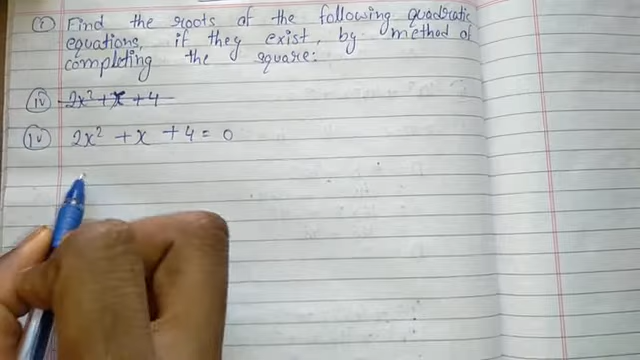 ① Find the roots of the following quadratic
equations, if they exist, by method of
completing the square:
(iv) 2x² + x + 4
(iv) 2x² + x + 4 = 0